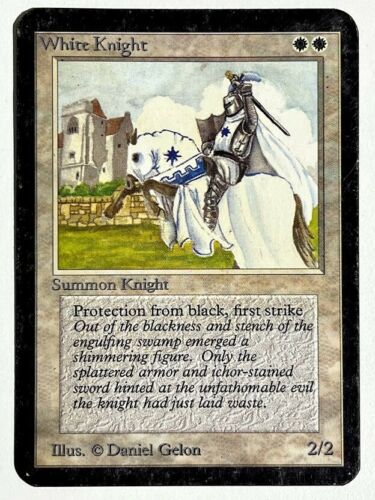 White Knight
Summon Knight
Protection from black, first strike
Out of the blackness and stench of the
engulfing swamp emerged a
shimmering figure. Only the
splattered armor and ichor-stained
sword hinted at the unfathomable evil
the knight had just laid waste.
Illus. © Daniel Gelon
2/2